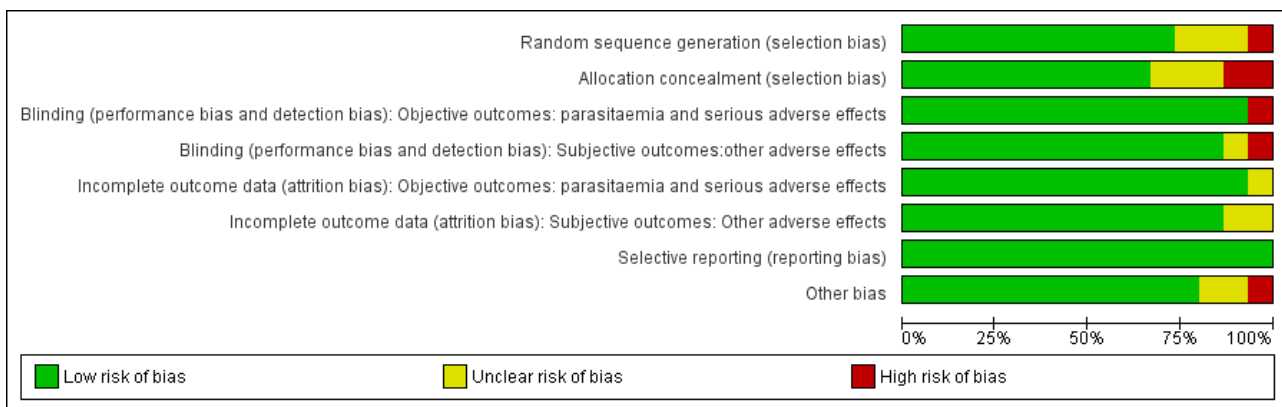 Random sequence generation (selection bias)
Allocation concealment (selection bias)
Blinding (performance bias and detection bias): Objective outcomes: parasitaemia and serious adverse effects
Blinding (performance bias and detection bias): Subjective outcomes:other adverse effects
Incomplete outcome data (attrition bias): Objective outcomes: parasitaemia and serious adverse effects
Incomplete outcome data (attrition bias): Subjective outcomes: Other adverse effects
Selective reporting (reporting bias)
Other bias
0% 25% 50% 75% 100%
Low risk of bias Unclear risk of bias High risk of bias